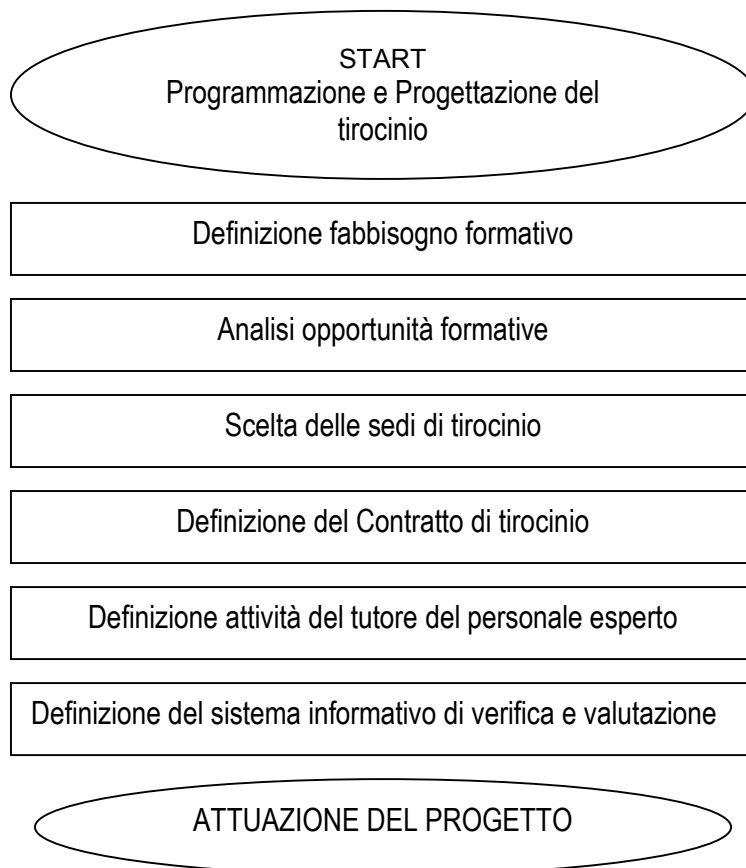 START
Programmazione e Progettazione del
tirocinio
Definizione fabbisogno formativo
Analisi opportunità formative
Scelta delle sedi di tirocinio
Definizione del Contratto di tirocinio
Definizione attività del tutore del personale esperto
Definizione del sistema informativo di verifica e valutazione
ATTUAZIONE DEL PROGETTO